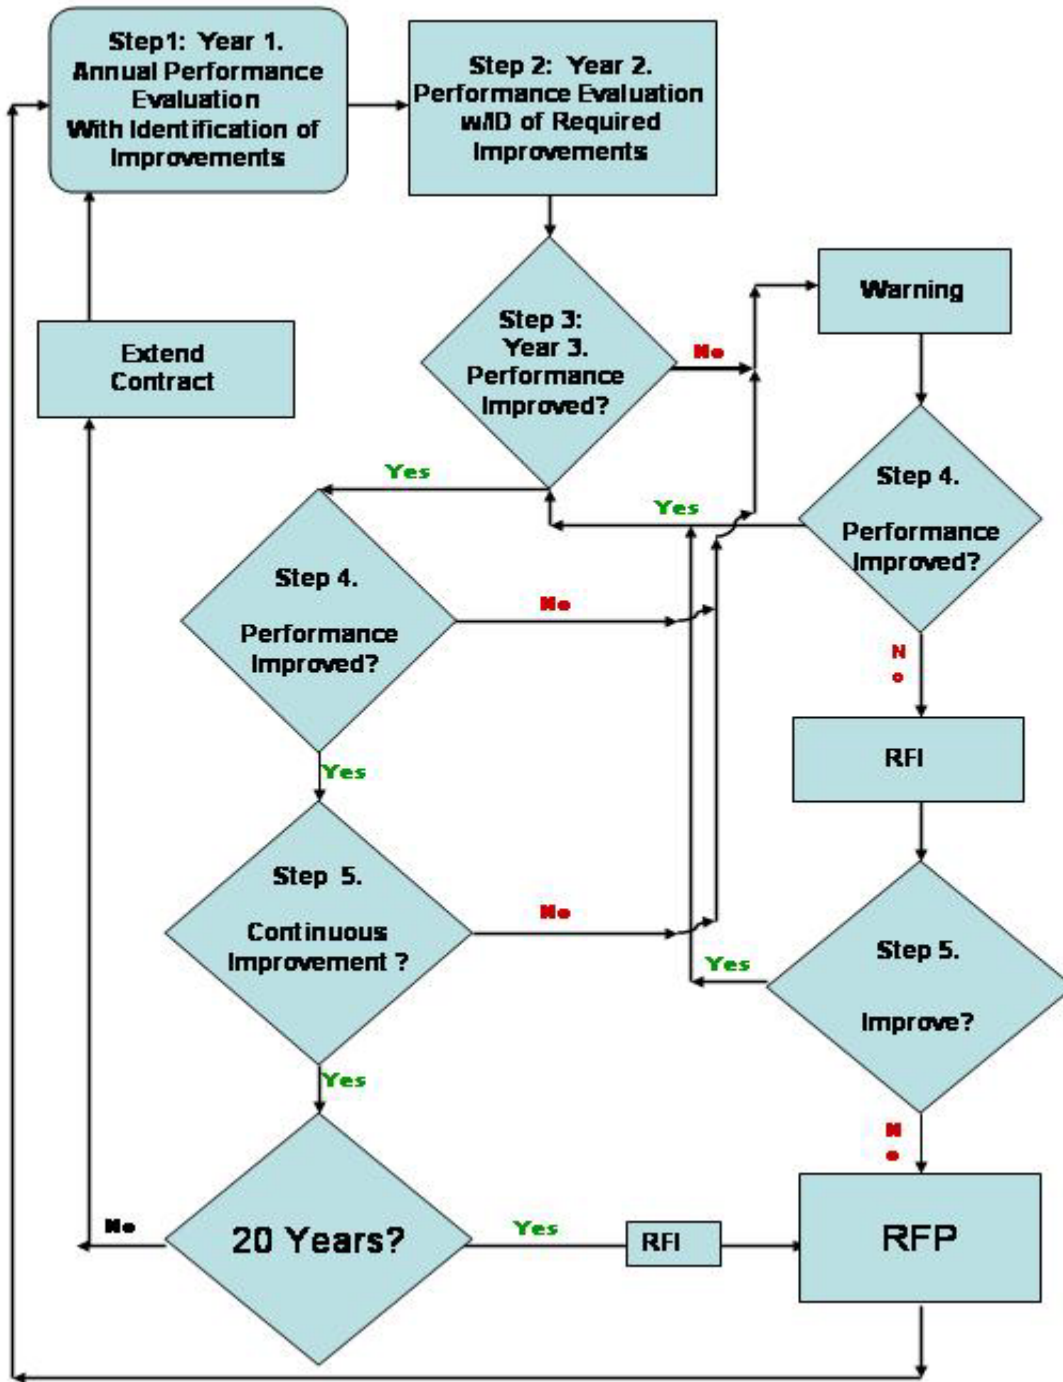 Step1: Year 1.
Annual Performance
Evaluation
With Identification of
Improvements
Step 2: Year 2.
Performance Evaluation
w/ID of Required
Improvements
Step 3:
Year 3.
Performance
Improved?
No
Warning
Extend
Contract
Yes
Step 4.
Performance
Improved?
Yes
Step 4.
Performance
Improved?
No
N
o
Yes
RFI
Step 5.
Continuous
Improvement ?
No
Step 5.
Improve?
Yes
Yes
N
o
20 Years?
No
Yes
RFI
RFP